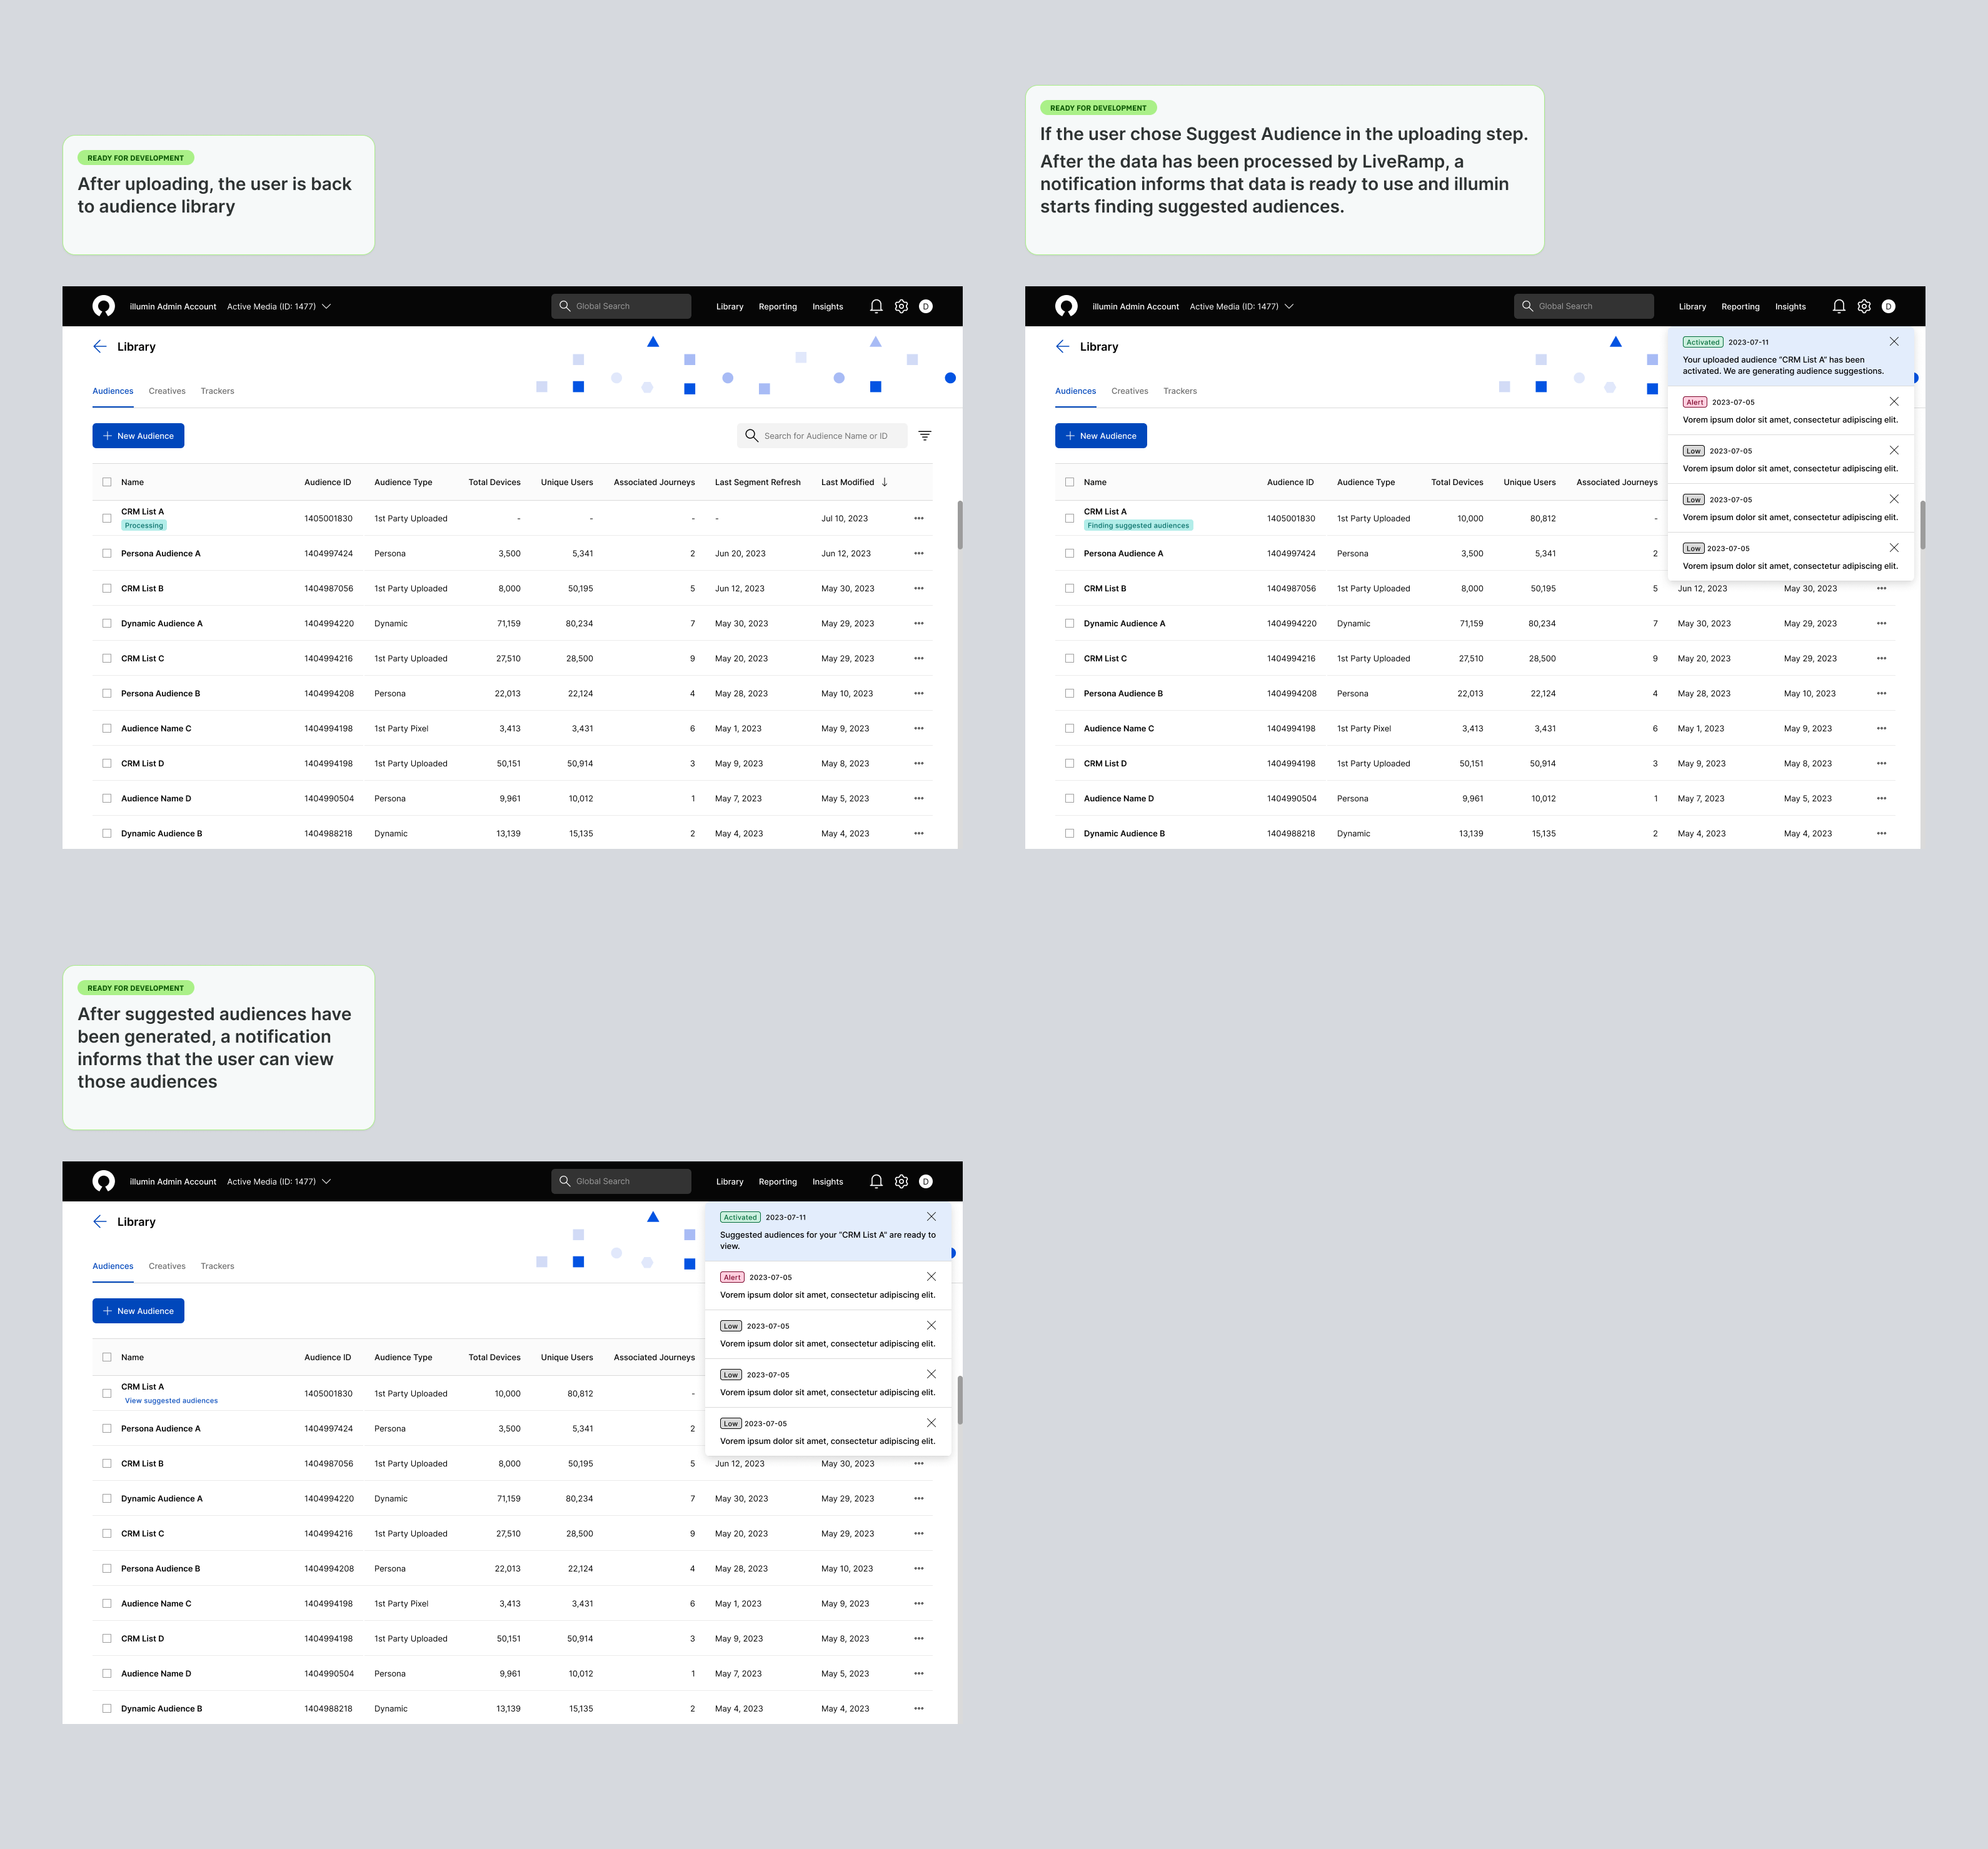 READY FOR DEVELOPMENT
After uploading, the user is back
to audience library
READY FOR DEVELOPMENT
If the user chose Suggest Audience in the uploading step.
After the data has been processed by LiveRamp, a
notification informs that data is ready to use and illumin
starts finding suggested audiences.
illumin Admin Account Active Media (ID: 1477) Global Search Library Reporting Insights D
Library
Audiences Creatives Trackers
New Audience Search for Audience Name or ID
Name Audience ID Audience Type Total Devices Unique Users Associated Journeys Last Segment Refresh Last Modified
CRM List A
Processing
1405001830 1st Party Uploaded - - - - Jul 10, 2023
Persona Audience A 1404997424 Persona 3,500 5,341 2 Jun 20, 2023 Jun 12, 2023
CRM List B 1404987056 1st Party Uploaded 8,000 50,195 5 Jun 12, 2023 May 30, 2023
Dynamic Audience A 1404994220 Dynamic 71,159 80,234 7 May 30, 2023 May 29, 2023
CRM List C 1404994216 1st Party Uploaded 27,510 28,500 9 May 20, 2023 May 29, 2023
Persona Audience B 1404994208 Persona 22,013 22,124 4 May 28, 2023 May 10, 2023
Audience Name C 1404994198 1st Party Pixel 3,413 3,431 6 May 1, 2023 May 9, 2023
CRM List D 1404994198 1st Party Uploaded 50,151 50,914 3 May 9, 2023 May 8, 2023
Audience Name D 1404990504 Persona 9,961 10,012 1 May 7, 2023 May 5, 2023
Dynamic Audience B 1404988218 Dynamic 13,139 15,135 2 May 4, 2023 May 4, 2023
illumin Admin Account Active Media (ID: 1477) Global Search Library Reporting Insights D
Library
Audiences Creatives Trackers
New Audience
Activated 2023-07-11
Your uploaded audience “CRM List A” has been
activated. We are generating audience suggestions.
Alert 2023-07-05
Vorem ipsum dolor sit amet, consectetur adipiscing elit.
Low 2023-07-05
Vorem ipsum dolor sit amet, consectetur adipiscing elit.
Low 2023-07-05
Vorem ipsum dolor sit amet, consectetur adipiscing elit.
Low 2023-07-05
Vorem ipsum dolor sit amet, consectetur adipiscing elit.
Name Audience ID Audience Type Total Devices Unique Users Associated Journeys
CRM List A
Finding suggested audiences
1405001830 1st Party Uploaded 10,000 80,812 -
Persona Audience A 1404997424 Persona 3,500 5,341 2
CRM List B 1404987056 1st Party Uploaded 8,000 50,195 5 Jun 12, 2023 May 30, 2023
Dynamic Audience A 1404994220 Dynamic 71,159 80,234 7 May 30, 2023 May 29, 2023
CRM List C 1404994216 1st Party Uploaded 27,510 28,500 9 May 20, 2023 May 29, 2023
Persona Audience B 1404994208 Persona 22,013 22,124 4 May 28, 2023 May 10, 2023
Audience Name C 1404994198 1st Party Pixel 3,413 3,431 6 May 1, 2023 May 9, 2023
CRM List D 1404994198 1st Party Uploaded 50,151 50,914 3 May 9, 2023 May 8, 2023
Audience Name D 1404990504 Persona 9,961 10,012 1 May 7, 2023 May 5, 2023
Dynamic Audience B 1404988218 Dynamic 13,139 15,135 2 May 4, 2023 May 4, 2023
READY FOR DEVELOPMENT
After suggested audiences have
been generated, a notification
informs that the user can view
those audiences
illumin Admin Account Active Media (ID: 1477) Global Search Library Reporting Insights D
Library
Audiences Creatives Trackers
New Audience
Activated 2023-07-11
Suggested audiences for your “CRM List A” are ready to
view.
Alert 2023-07-05
Vorem ipsum dolor sit amet, consectetur adipiscing elit.
Low 2023-07-05
Vorem ipsum dolor sit amet, consectetur adipiscing elit.
Low 2023-07-05
Vorem ipsum dolor sit amet, consectetur adipiscing elit.
Low 2023-07-05
Vorem ipsum dolor sit amet, consectetur adipiscing elit.
Name Audience ID Audience Type Total Devices Unique Users Associated Journeys
CRM List A
View suggested audiences
1405001830 1st Party Uploaded 10,000 80,812 -
Persona Audience A 1404997424 Persona 3,500 5,341 2
CRM List B 1404987056 1st Party Uploaded 8,000 50,195 5 Jun 12, 2023 May 30, 2023
Dynamic Audience A 1404994220 Dynamic 71,159 80,234 7 May 30, 2023 May 29, 2023
CRM List C 1404994216 1st Party Uploaded 27,510 28,500 9 May 20, 2023 May 29, 2023
Persona Audience B 1404994208 Persona 22,013 22,124 4 May 28, 2023 May 10, 2023
Audience Name C 1404994198 1st Party Pixel 3,413 3,431 6 May 1, 2023 May 9, 2023
CRM List D 1404994198 1st Party Uploaded 50,151 50,914 3 May 9, 2023 May 8, 2023
Audience Name D 1404990504 Persona 9,961 10,012 1 May 7, 2023 May 5, 2023
Dynamic Audience B 1404988218 Dynamic 13,139 15,135 2 May 4, 2023 May 4, 2023